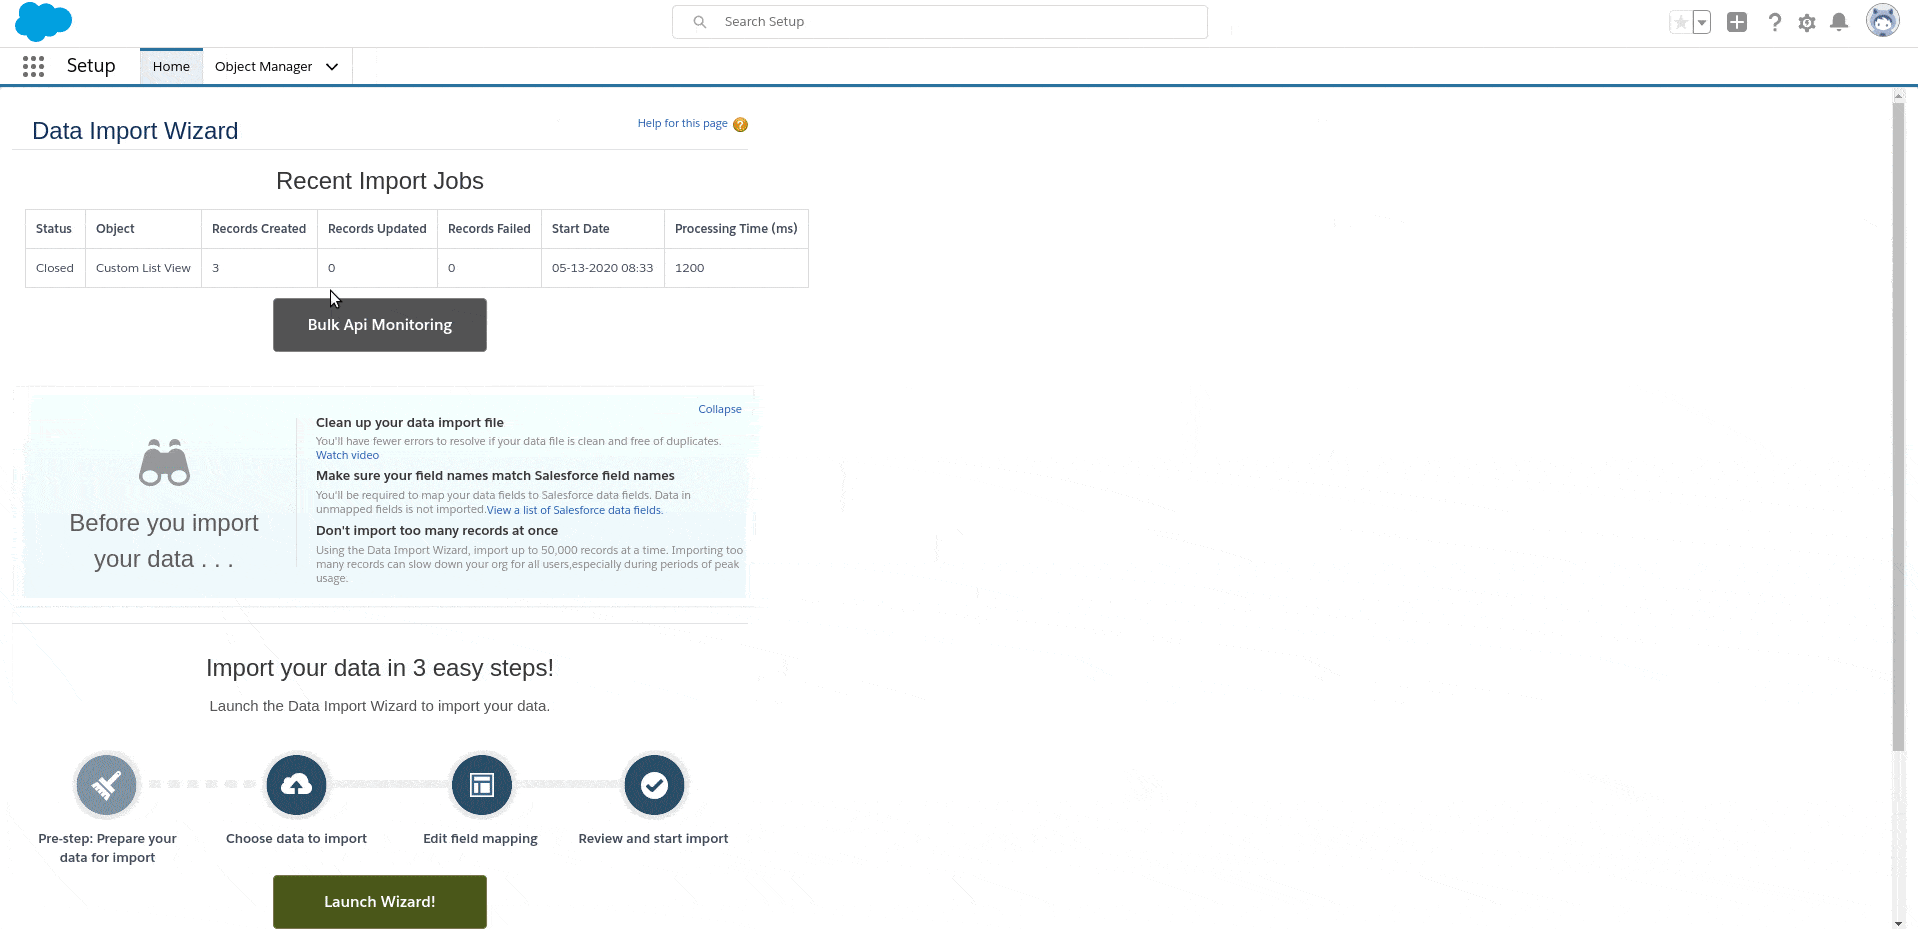 Search Setup
Setup
Home
Object Manager
Data Import Wizard
Help for this page
Recent Import Jobs
Status Object Records Created Records Updated Records Failed Start Date Processing Time (ms)
Closed Custom List View 3 0 0 05-13-2020 08:33 1200
Bulk Api Monitoring
Collapse
Before you import
your data . . .
Clean up your data import file
You'll have fewer errors to resolve if your data file is clean and free of duplicates.
Watch video
Make sure your field names match Salesforce field names
You'll be required to map your data fields to Salesforce data fields. Data in
unmapped fields is not imported.View a list of Salesforce data fields.
Don't import too many records at once
Using the Data Import Wizard, import up to 50,000 records at a time. Importing too
many records can slow down your org for all users,especially during periods of peak
usage.
Import your data in 3 easy steps!
Launch the Data Import Wizard to import your data.
Pre-step: Prepare your
data for import
Choose data to import
Edit field mapping
Review and start import
Launch Wizard!